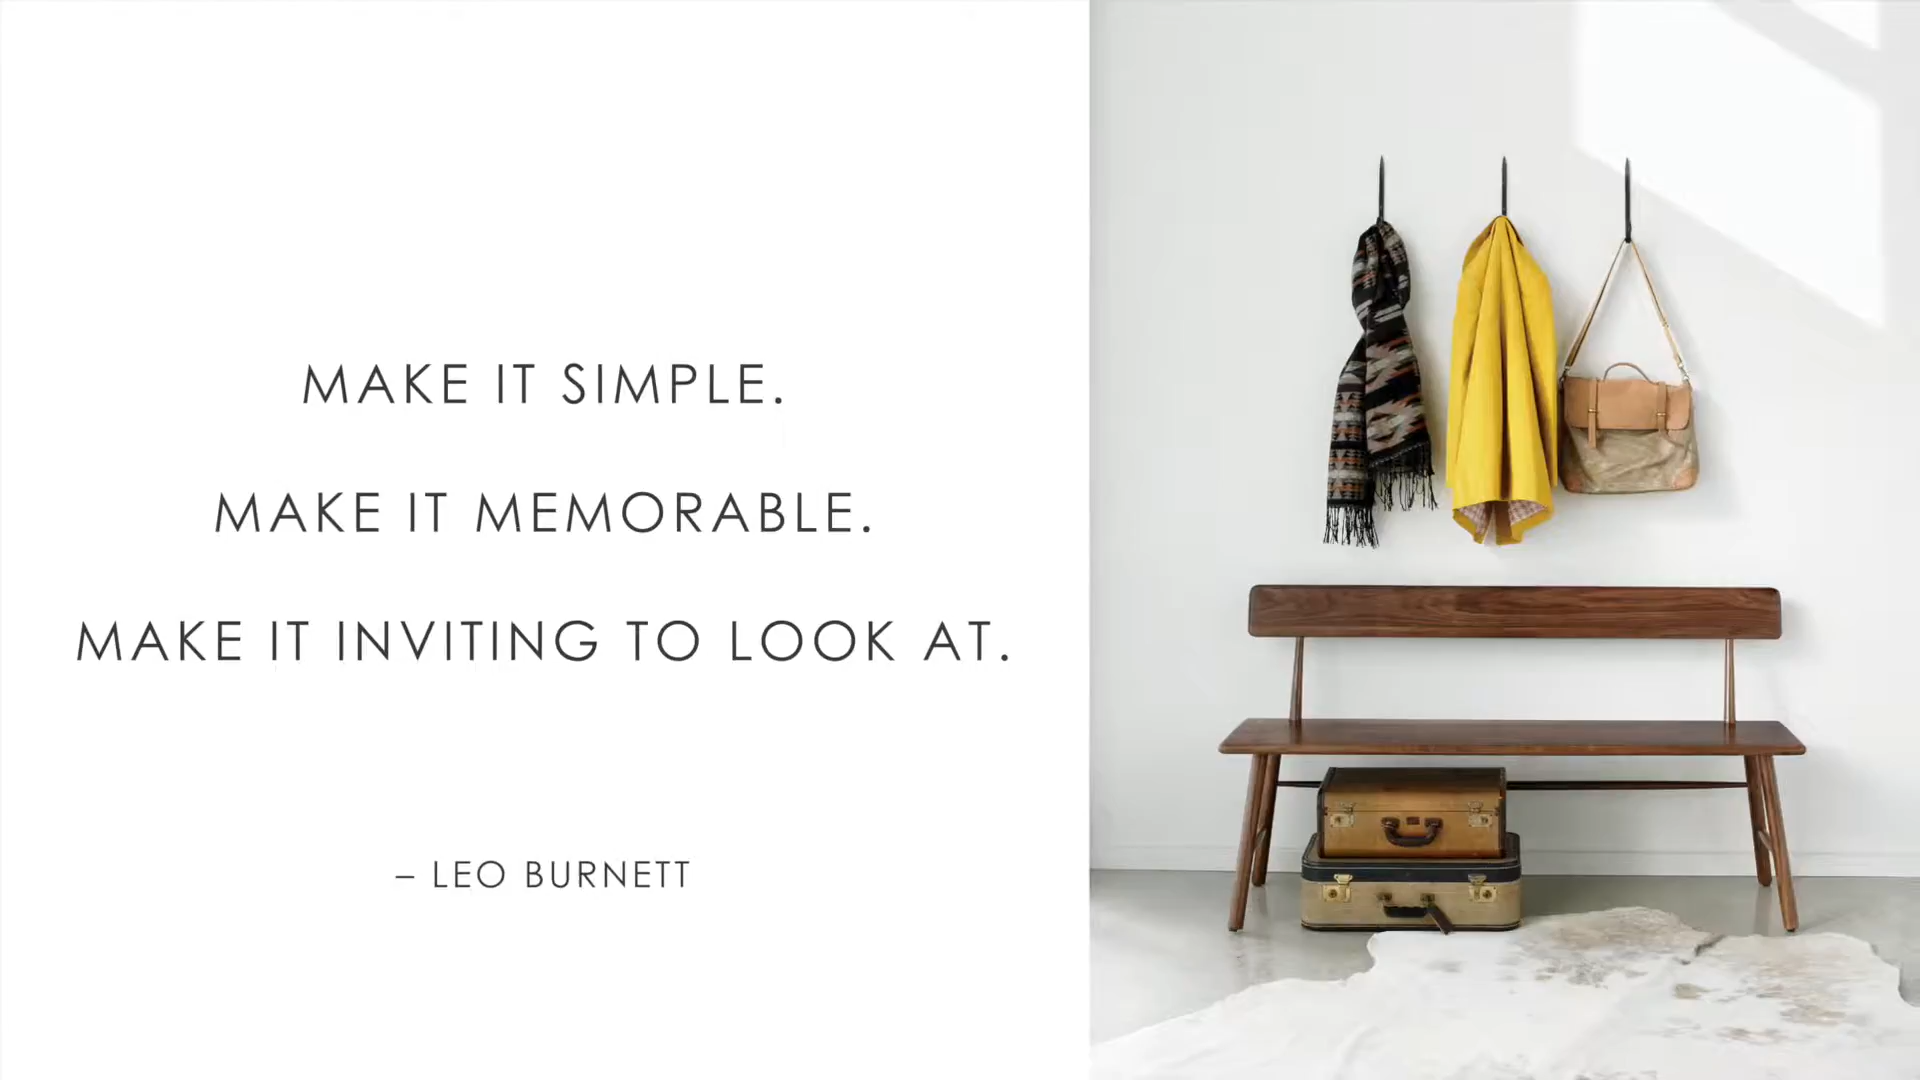 MAKE IT SIMPLE.
MAKE IT MEMORABLE.
MAKE IT INVITING TO LOOK AT.
– LEO BURNETT